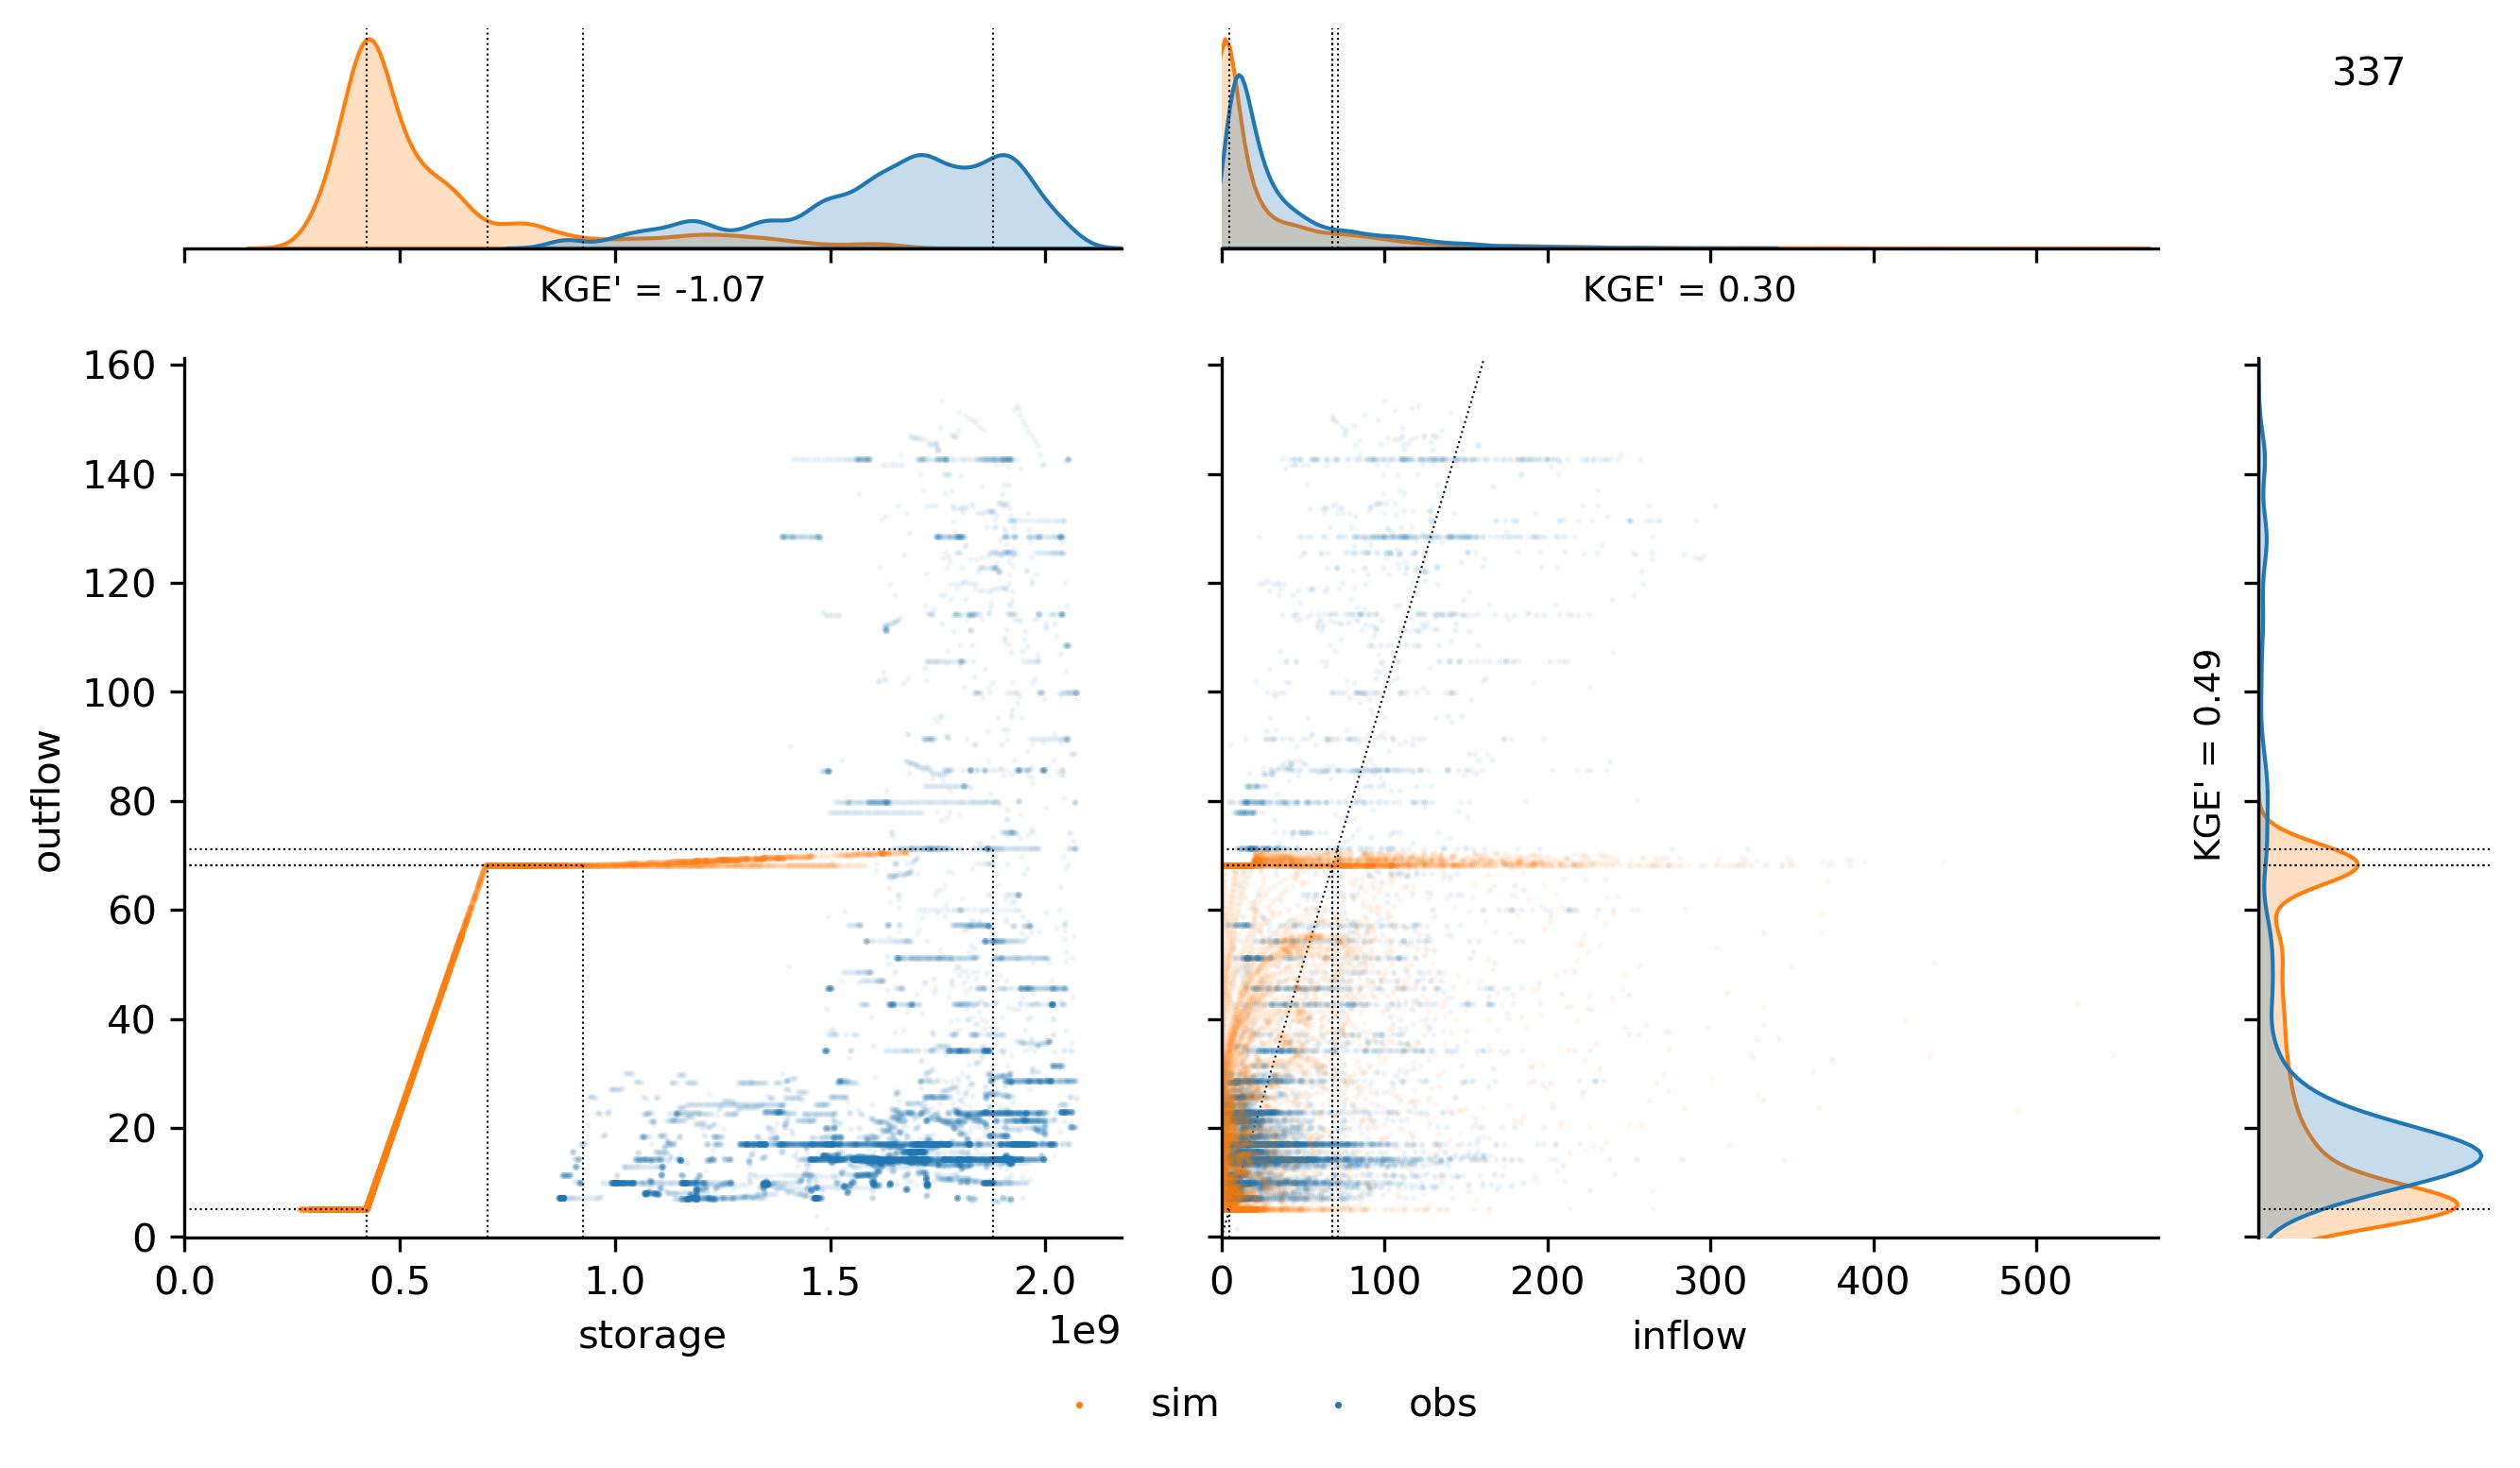 337
KGE' = -1.07
KGE' = 0.30
160
140
120
100
80
60
40
20
0
outflow
KGE' = 0.49
0.0 0.5 1.0 1.5 2.0
1e9
storage
0 100 200 300 400 500
inflow
sim obs